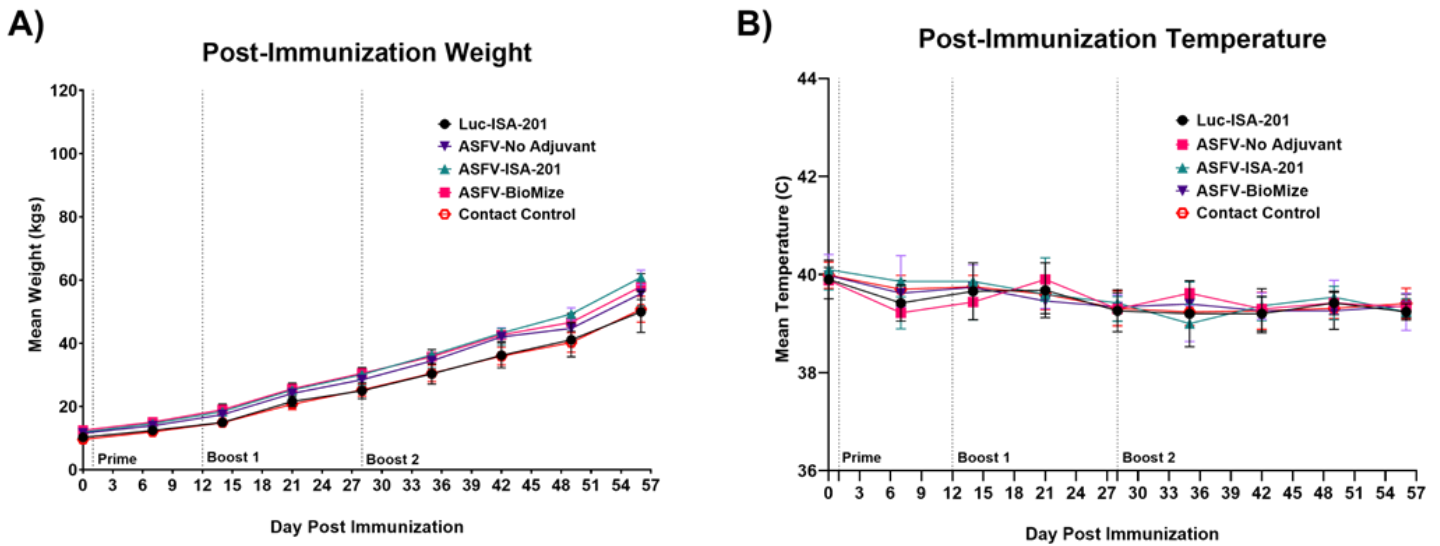 A)
Post-Immunization Weight
Mean Weight (kgs)
120
100
80
60
40
20
0
Luc-ISA-201
ASFV-No Adjuvant
ASFV-ISA-201
ASFV-BioMize
Contact Control
Prime
Boost 1
Boost 2
0 3 6 9 12 15 18 21 24 27 30 33 36 39 42 45 48 51 54 57
Day Post Immunization
B)
Post-Immunization Temperature
Mean Temperature (C)
44
42
40
38
36
Luc-ISA-201
ASFV-No Adjuvant
ASFV-ISA-201
ASFV-BioMize
Contact Control
Prime
Boost 1
Boost 2
0 3 6 9 12 15 18 21 24 27 30 33 36 39 42 45 48 51 54 57
Day Post Immunization